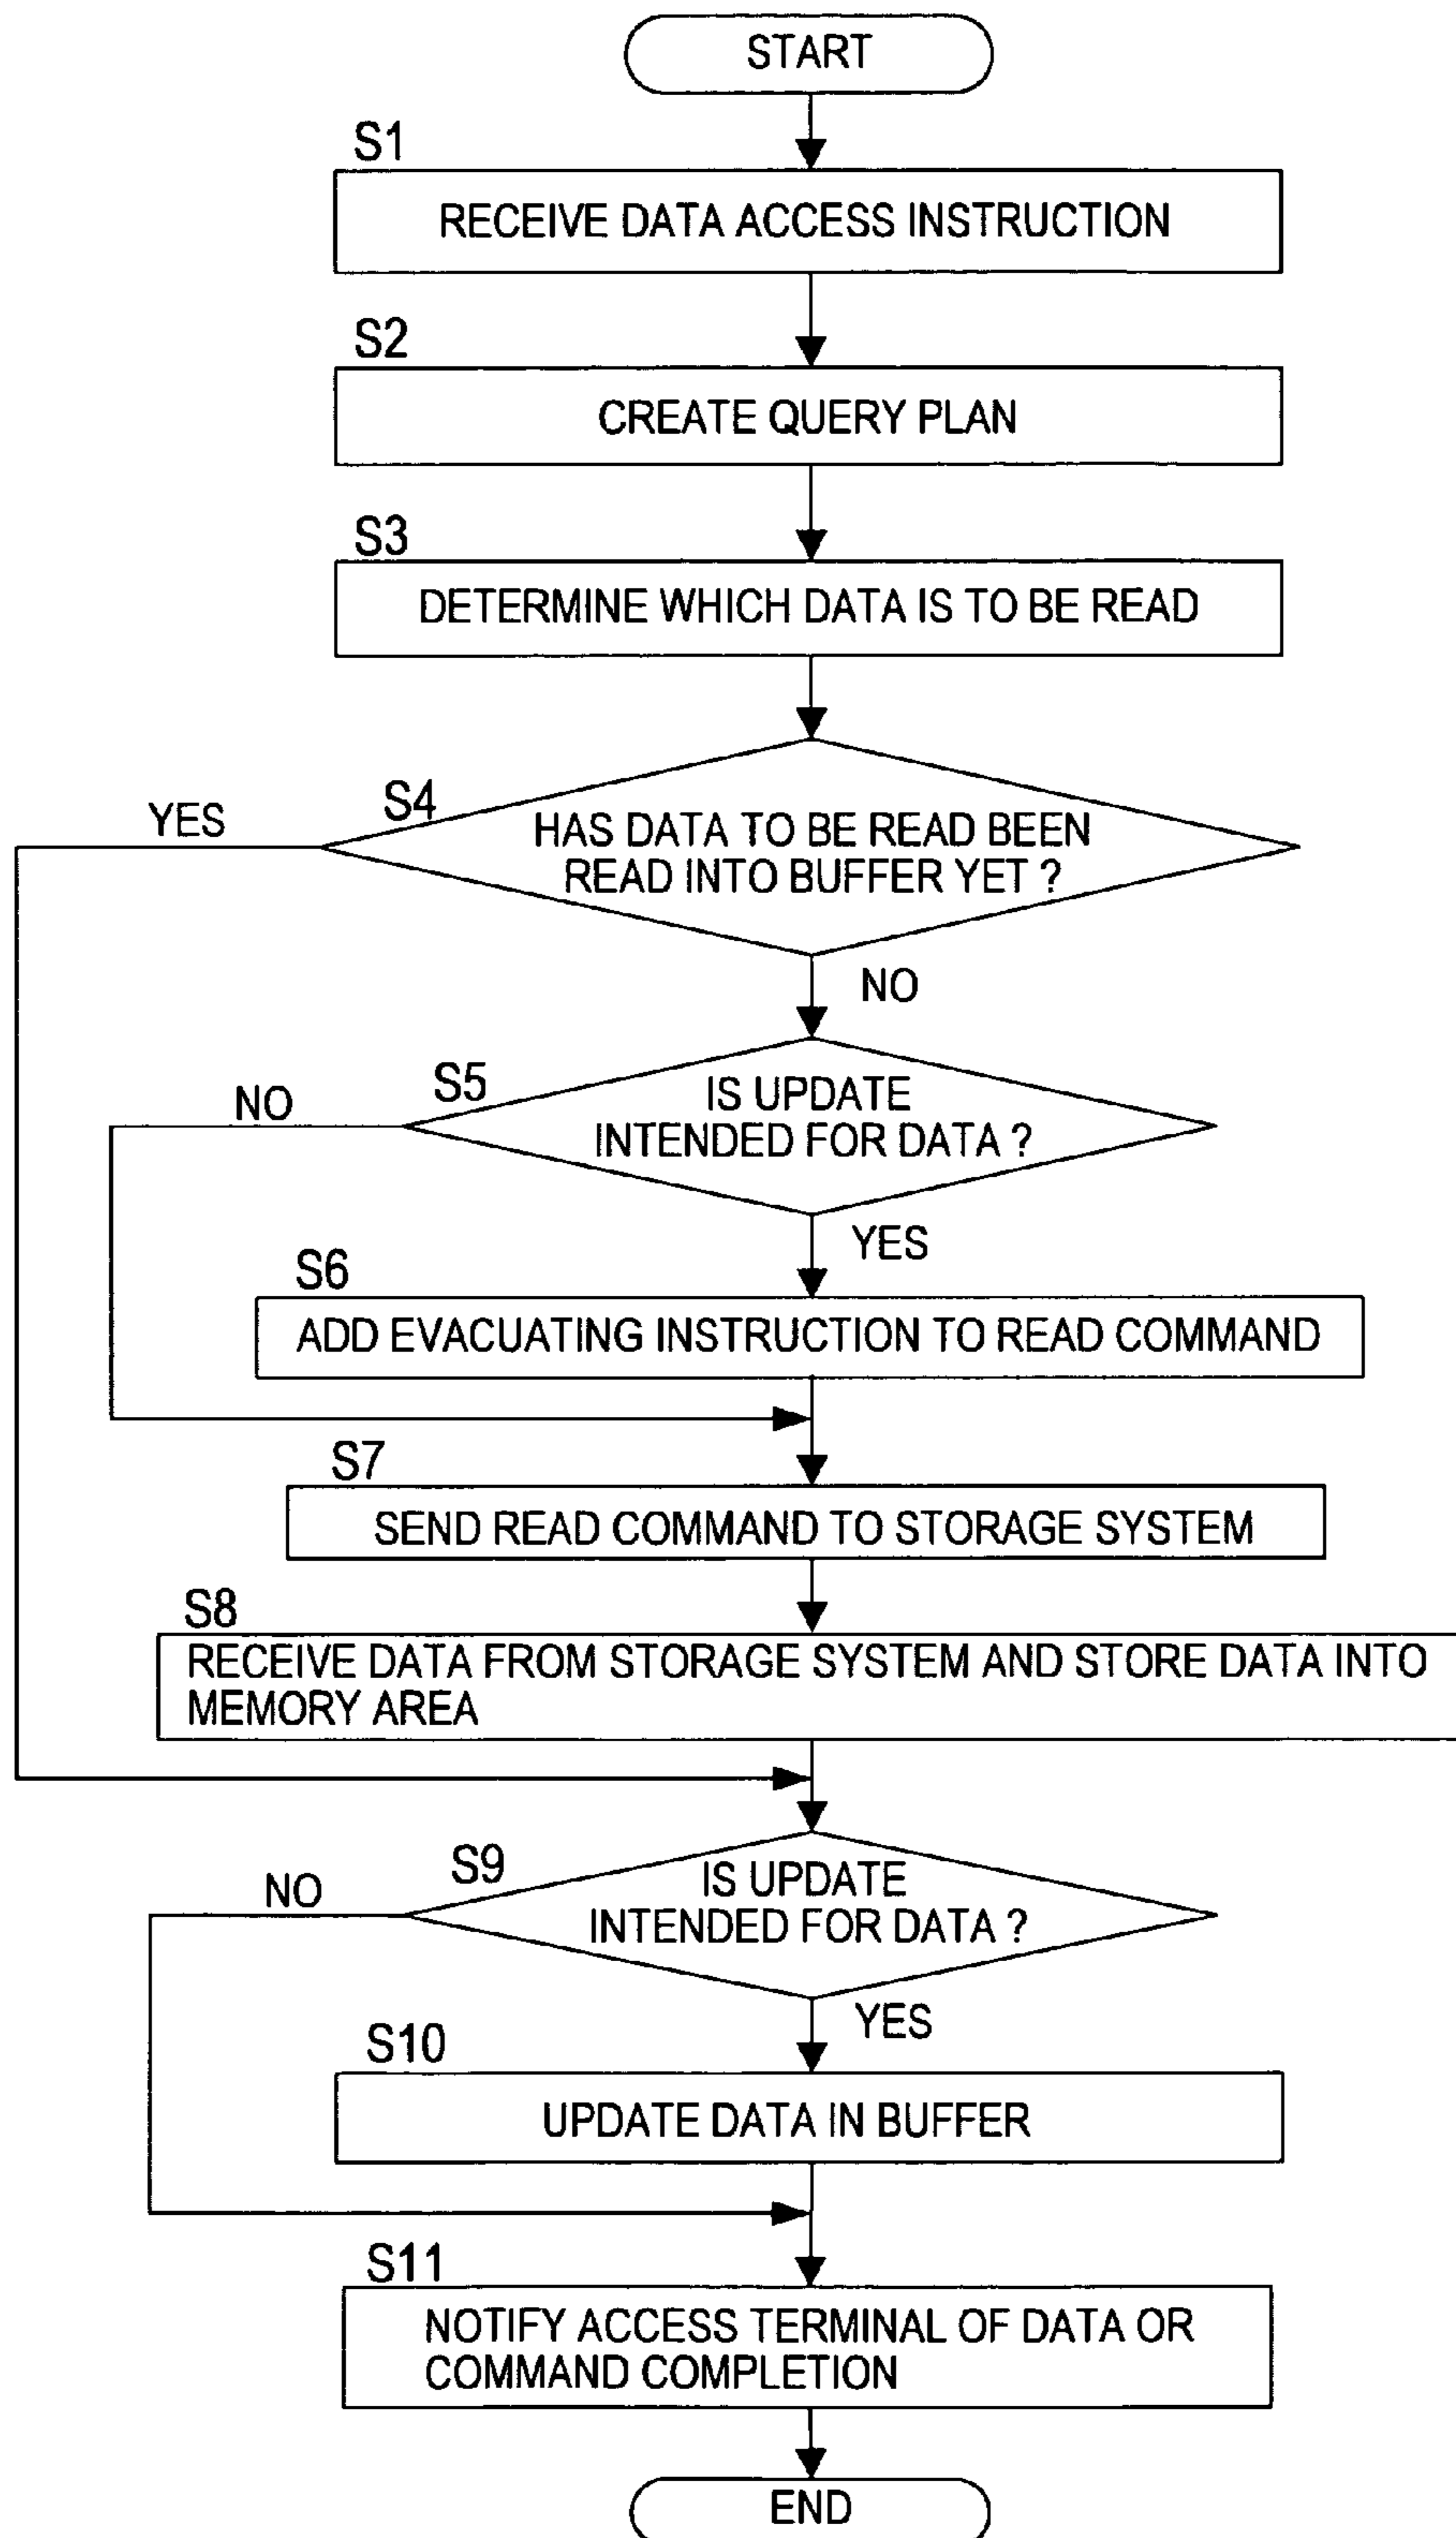 START
S1
RECEIVE DATA ACCESS INSTRUCTION
S2
CREATE QUERY PLAN
S3
DETERMINE WHICH DATA IS TO BE READ
S4
YES
HAS DATA TO BE READ BEEN
READ INTO BUFFER YET ?
NO
S5
NO
IS UPDATE
INTENDED FOR DATA ?
YES
S6
ADD EVACUATING INSTRUCTION TO READ COMMAND
S7
SEND READ COMMAND TO STORAGE SYSTEM
S8
RECEIVE DATA FROM STORAGE SYSTEM AND STORE DATA INTO
MEMORY AREA
S9
NO
IS UPDATE
INTENDED FOR DATA ?
YES
S10
UPDATE DATA IN BUFFER
S11
NOTIFY ACCESS TERMINAL OF DATA OR
COMMAND COMPLETION
END